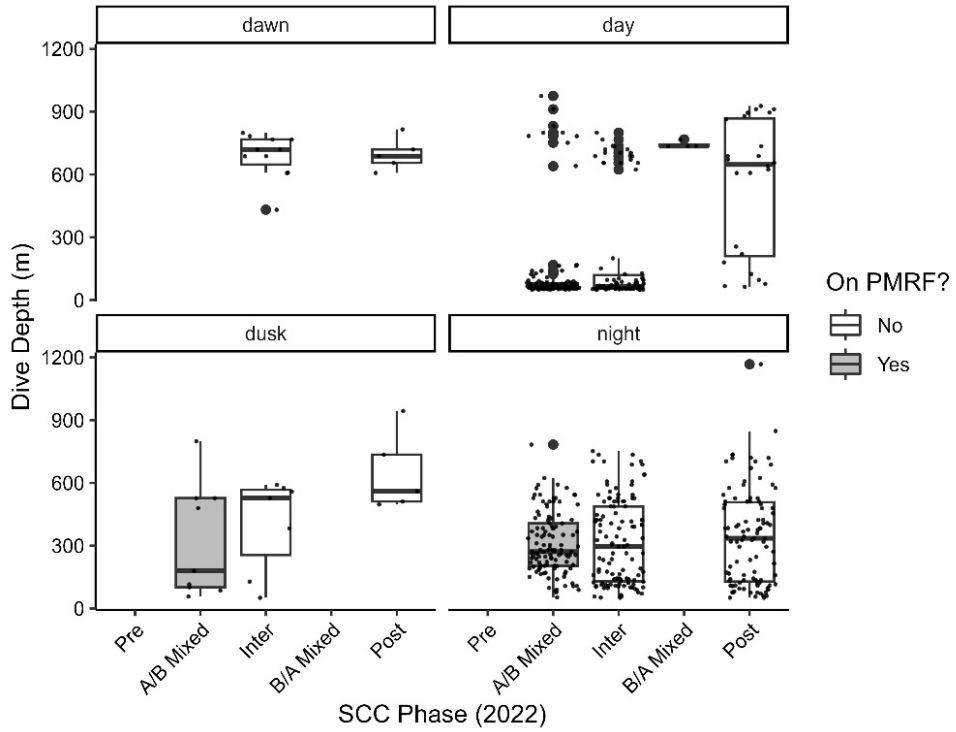 dawn
day
1200
900
600
300
0
dusk
night
1200
900
600
300
0
Dive Depth (m)
Pre
A/B Mixed
Inter
B/A Mixed
Post
Pre
A/B Mixed
Inter
B/A Mixed
Post
SCC Phase (2022)
On PMRF?
No
Yes